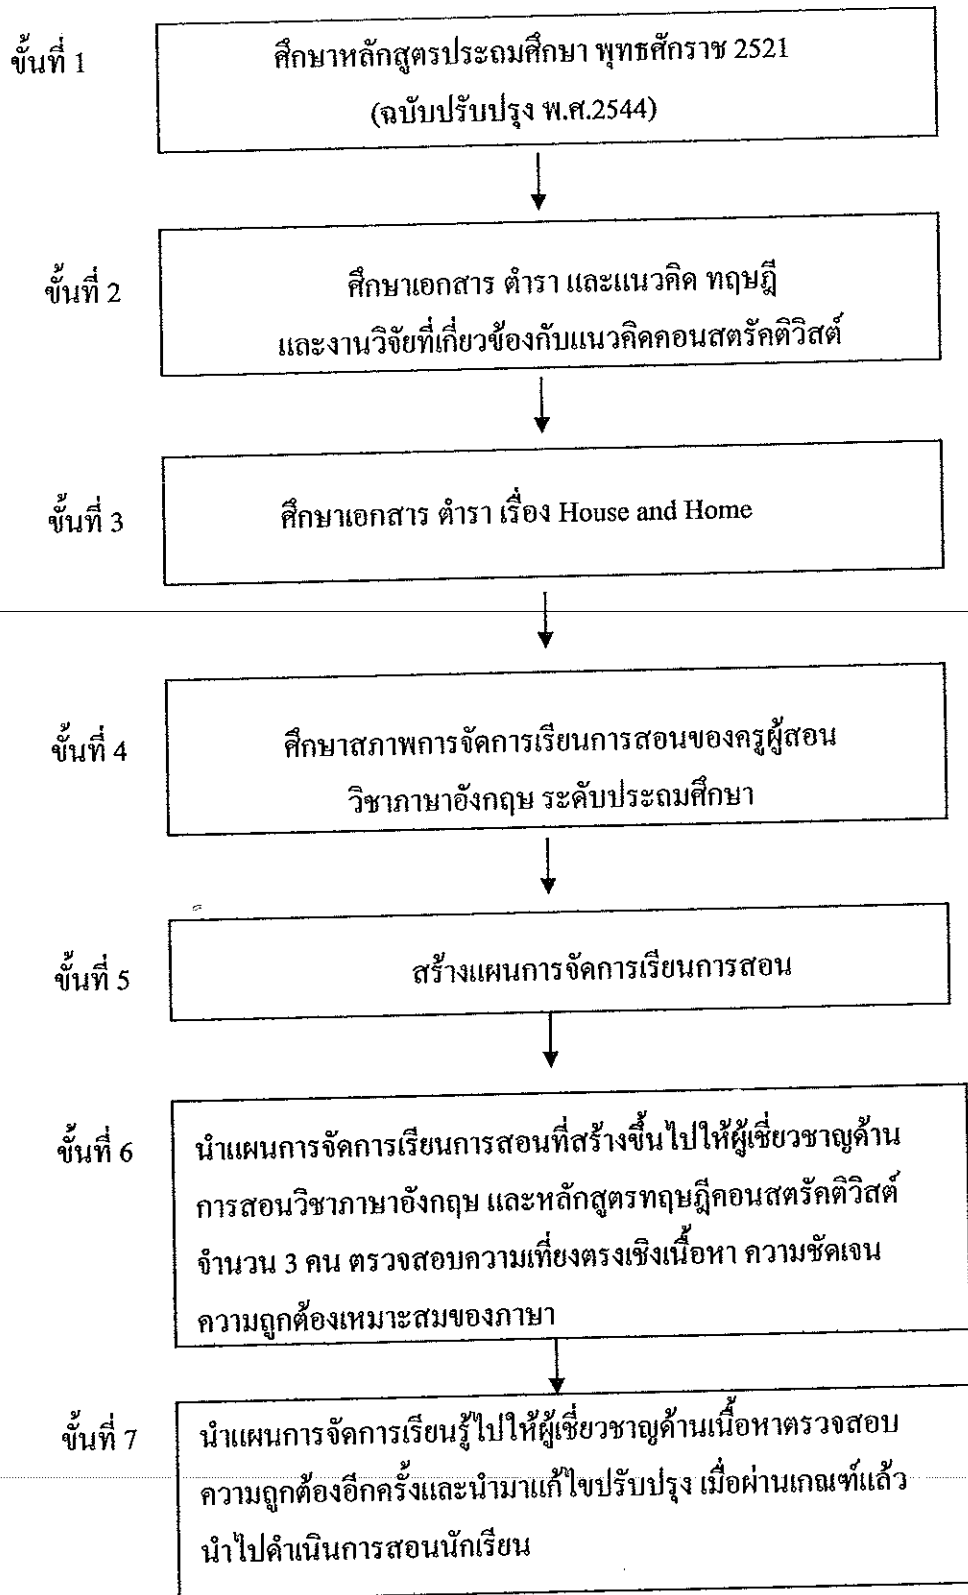 ขั้นที่ 1
ศึกษาหลักสูตรประถมศึกษา พุทธศักราช 2521
(ฉบับปรับปรุง พ.ศ.2544)
ขั้นที่ 2
ศึกษาเอกสาร ตำรา และแนวคิด ทฤษฎี
และงานวิจัยที่เกี่ยวข้องกับแนวคิดคอนสตรัคติวิสต์
ขั้นที่ 3
ศึกษาเอกสาร ตำรา เรื่อง House and Home
ขั้นที่ 4
ศึกษาสภาพการจัดการเรียนการสอนของครูผู้สอน
วิชาภาษาอังกฤษ ระดับประถมศึกษา
ขั้นที่ 5
สร้างแผนการจัดการเรียนการสอน
ขั้นที่ 6
นำแผนการจัดการเรียนการสอนที่สร้างขึ้นไปให้ผู้เชี่ยวชาญด้าน
การสอนวิชาภาษาอังกฤษ และหลักสูตรทฤษฎีคอนสตรัคติวิสต์
จำนวน 3 คน ตรวจสอบความเที่ยงตรงเชิงเนื้อหา ความชัดเจน
ความถูกต้องเหมาะสมของภาษา
ขั้นที่ 7
นำแผนการจัดการเรียนรู้ไปให้ผู้เชี่ยวชาญด้านเนื้อหาตรวจสอบ
ความถูกต้องอีกครั้งและนำมาแก้ไขปรับปรุง เมื่อผ่านเกณฑ์แล้ว
นำไปดำเนินการสอนนักเรียน